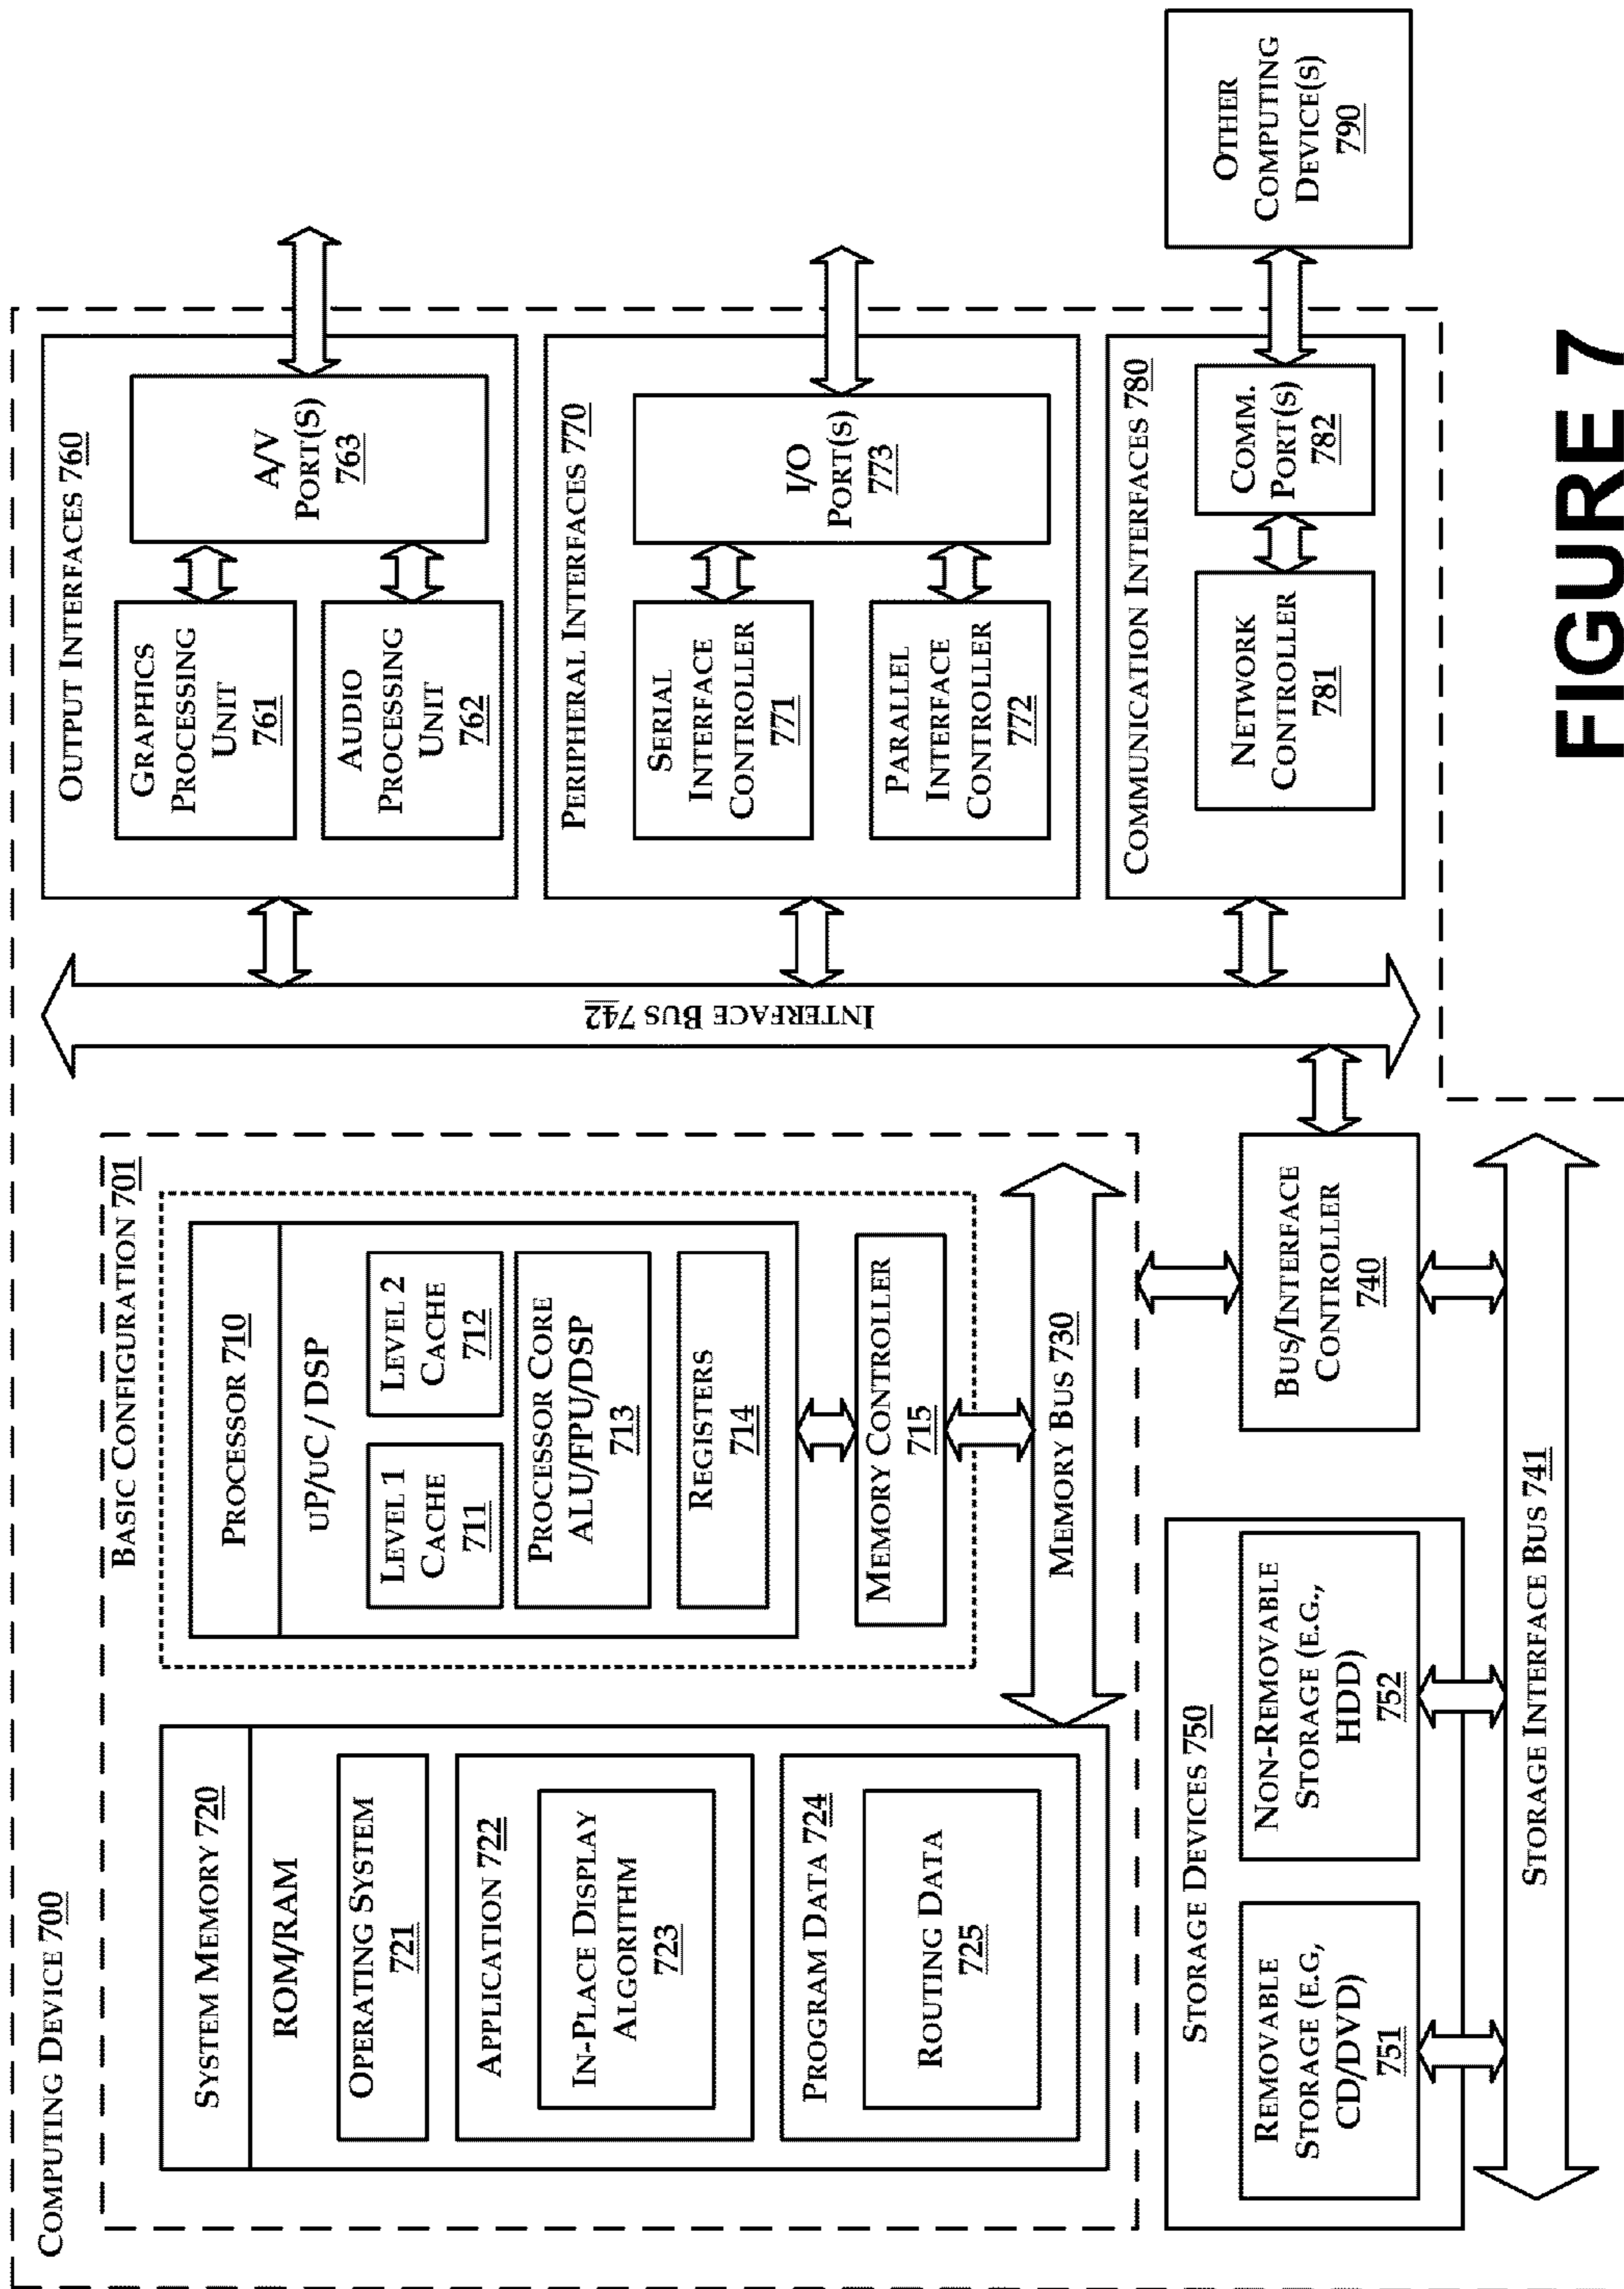 COMPUTING DEVICE 700
BASIC CONFIGURATION 701
SYSTEM MEMORY 720
ROM/RAM
OPERATING SYSTEM
721
APPLICATION 722
IN-PLACE DISPLAY
ALGORITHM
723
PROGRAM DATA 724
ROUTING DATA
725
PROCESSOR 710
UP/UC / DSP
LEVEL 1
CACHE
711
LEVEL 2
CACHE
712
PROCESSOR CORE
ALU/FPU/DSP
713
REGISTERS
714
MEMORY CONTROLLER
715
MEMORY BUS 730
BUS/INTERFACE
CONTROLLER
740
STORAGE DEVICES 750
REMOVABLE
STORAGE (E.G,
CD/DVD)
751
NON-REMOVABLE
STORAGE (E.G.,
HDD)
752
STORAGE INTERFACE BUS 741
INTERFACE BUS 742
OUTPUT INTERFACES 760
GRAPHICS
PROCESSING
UNIT
761
AUDIO
PROCESSING
UNIT
762
A/V
PORT(S)
763
PERIPHERAL INTERFACES 770
SERIAL
INTERFACE
CONTROLLER
771
PARALLEL
INTERFACE
CONTROLLER
772
I/O
PORT(S)
773
COMMUNICATION INTERFACES 780
NETWORK
CONTROLLER
781
COMM.
PORT(S)
782
OTHER
COMPUTING
DEVICE(S)
790
FIGURE 7